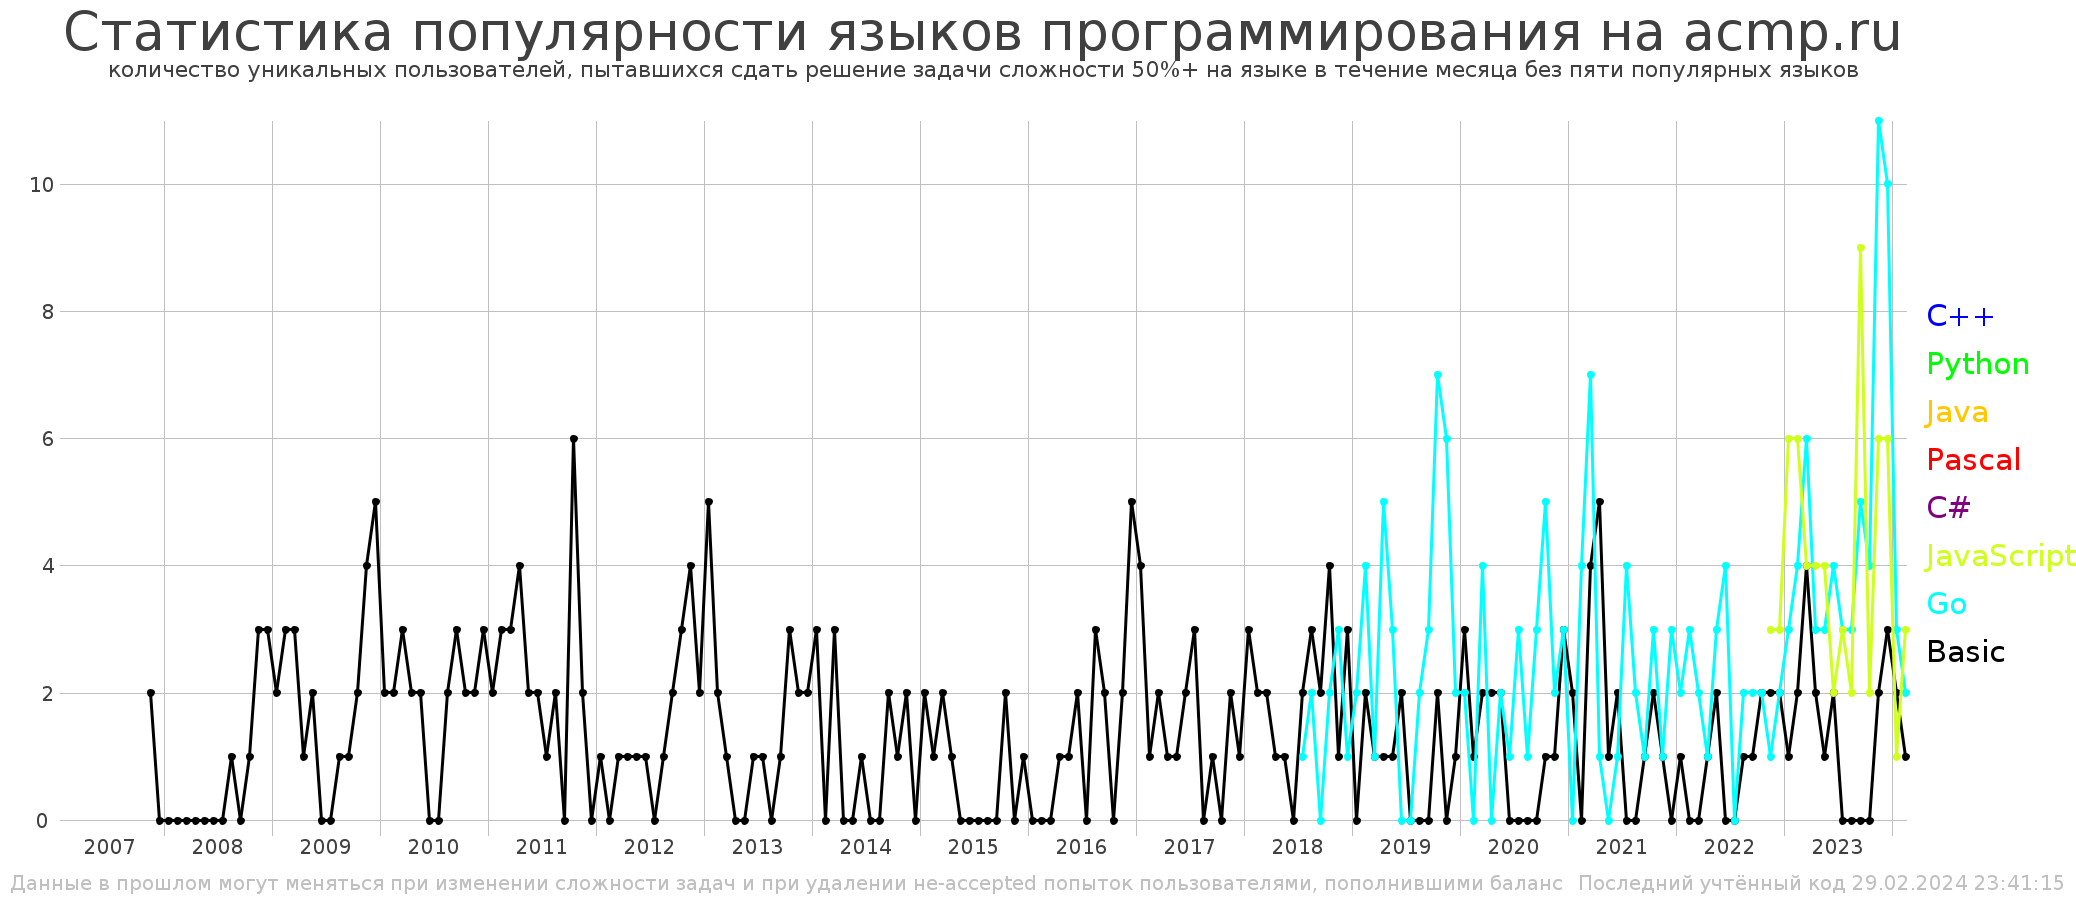 Статистика популярности языков программирования на acmp.ru
количество уникальных пользователей, пытавшихся сдать решение задачи сложности 50%+ на языке в течение месяца без пяти популярных языков
10
8
6
4
2
0
C++
Python
Java
Pascal
C#
JavaScript
Go
Basic
2007 2008 2009 2010 2011 2012 2013 2014 2015 2016 2017 2018 2019 2020 2021 2022 2023
Данные в прошлом могут меняться при изменении сложности задач и при удалении не-accepted попыток пользователями, пополнившими баланс Последний учтённый код 29.02.2024 23:41:15